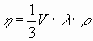 η = 1/3 V · λ · ρ